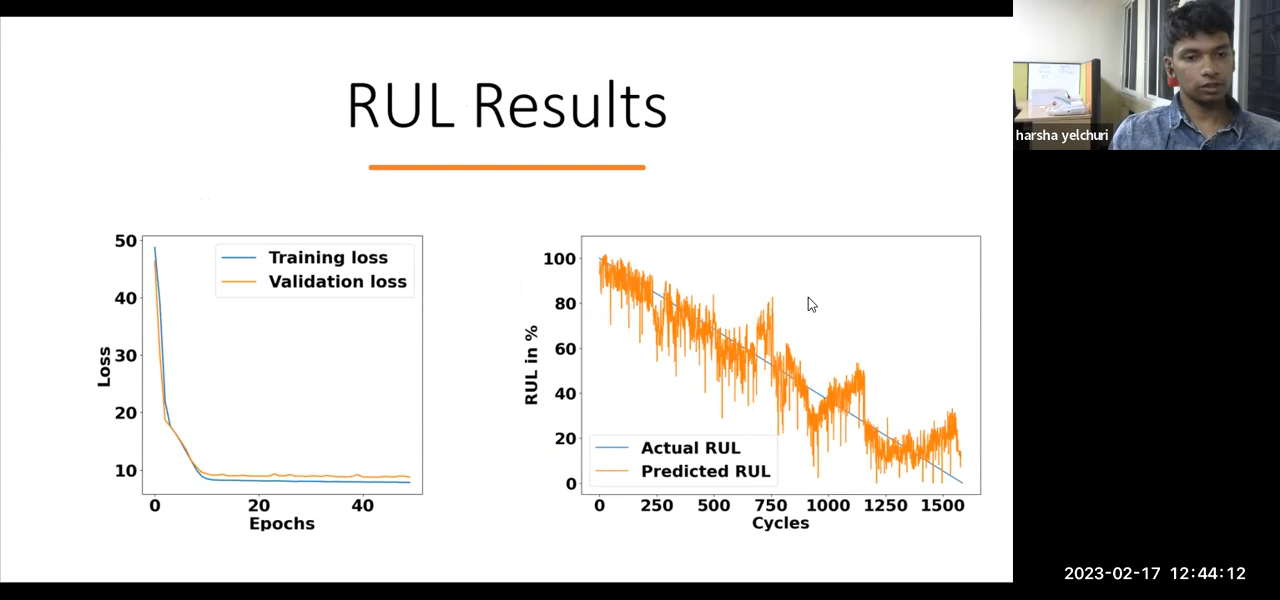 RUL Results
harsha yelchuri
50
40
30
20
10
Loss
Training loss
Validation loss
0 20 40
Epochs
100
80
60
40
20
0
RUL in %
Actual RUL
Predicted RUL
0 250 500 750 1000 1250 1500
Cycles
2023-02-17 12:44:12